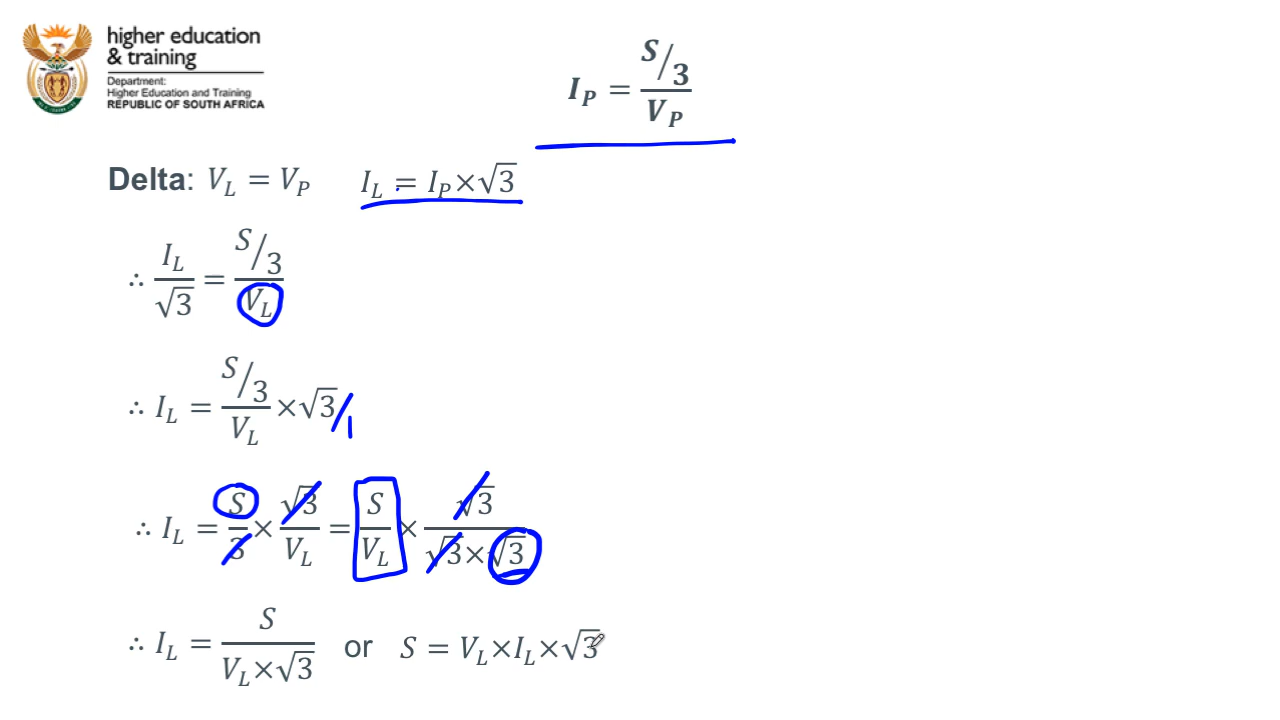 higher education
& training
Department:
Higher Education and Training
REPUBLIC OF SOUTH AFRICA
I_P = (S/3)/V_P
Delta: V_L = V_P I_L = I_P × √3
∴ I_L/√3 = (S/3)/V_L
∴ I_L = (S/3)/V_L × √3/1
∴ I_L = S/3 × √3/V_L = S/V_L × √3/(√3 × √3)
∴ I_L = S/(V_L × √3) or S = V_L × I_L × √3